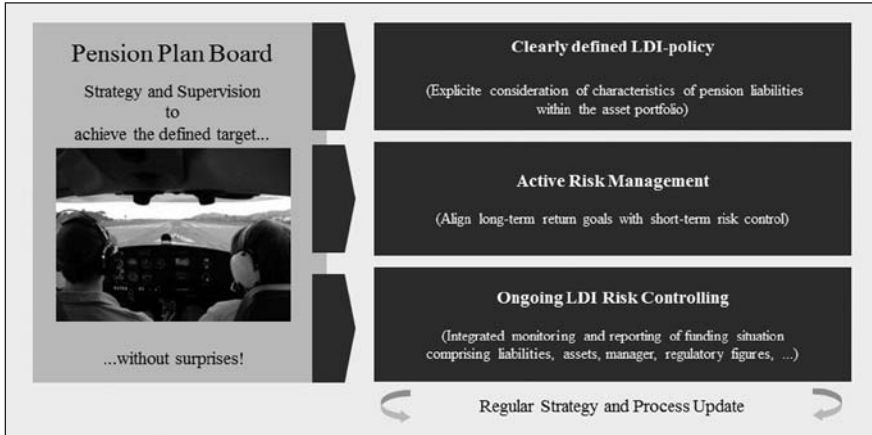 Pension Plan Board
Strategy and Supervision
to
achieve the defined target...
...without surprises!
Clearly defined LDI-policy
(Explicite consideration of characteristics of pension liabilities
within the asset portfolio)
Active Risk Management
(Align long-term return goals with short-term risk control)
Ongoing LDI Risk Controlling
(Integrated monitoring and reporting of funding situation
comprising liabilities, assets, manager, regulatory figures, ...)
Regular Strategy and Process Update